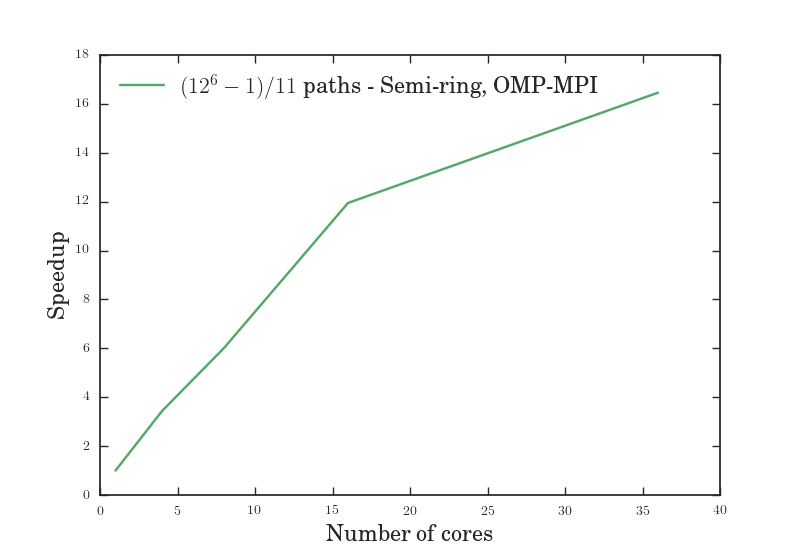 18
(12⁶ − 1)/11 paths - Semi-ring, OMP-MPI
16
14
12
10
8
6
4
2
0
Speedup
0 5 10 15 20 25 30 35 40
Number of cores